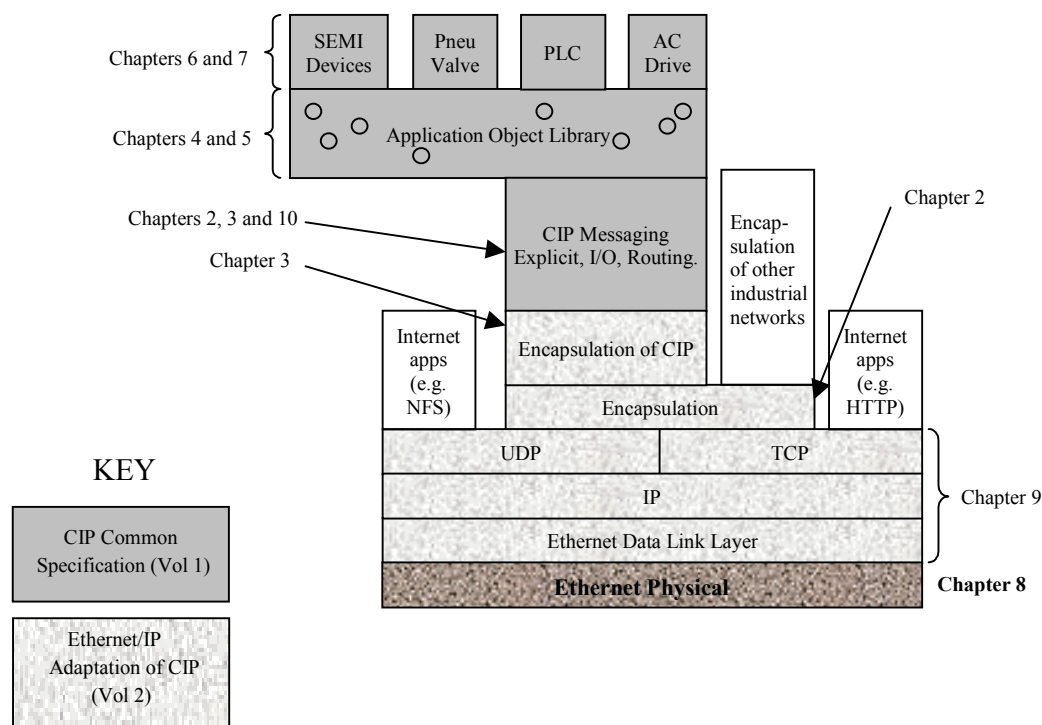 Chapters 6 and 7
SEMI
Devices
Pneu
Valve
PLC
AC
Drive
Chapters 4 and 5
Application Object Library
Chapters 2, 3 and 10
CIP Messaging
Explicit, I/O, Routing.
Encap-
sulation
of other
industrial
networks
Chapter 2
Chapter 3
Internet
apps
(e.g.
NFS)
Encapsulation of CIP
Internet
apps
(e.g.
HTTP)
Encapsulation
UDP
TCP
IP
Ethernet Data Link Layer
Chapter 9
Ethernet Physical
Chapter 8
KEY
CIP Common
Specification (Vol 1)
Ethernet/IP
Adaptation of CIP
(Vol 2)